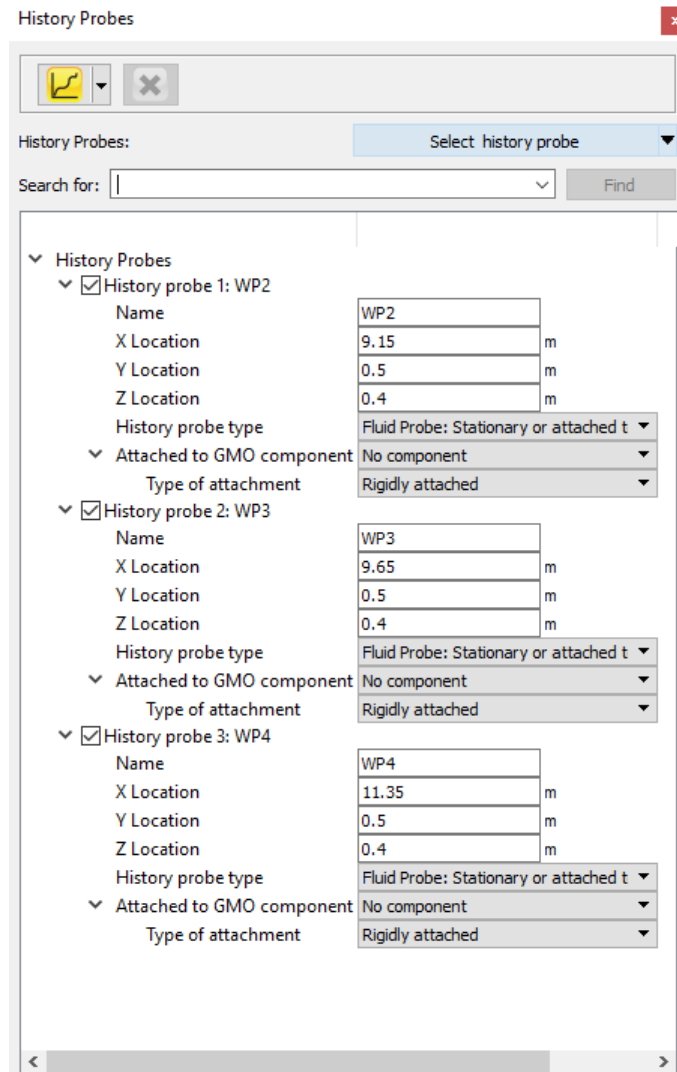 History Probes
History Probes:
Select history probe
Search for:
Find
History Probes
History probe 1: WP2
Name WP2
X Location 9.15 m
Y Location 0.5 m
Z Location 0.4 m
History probe type Fluid Probe: Stationary or attached t
Attached to GMO component No component
Type of attachment Rigidly attached
History probe 2: WP3
Name WP3
X Location 9.65 m
Y Location 0.5 m
Z Location 0.4 m
History probe type Fluid Probe: Stationary or attached t
Attached to GMO component No component
Type of attachment Rigidly attached
History probe 3: WP4
Name WP4
X Location 11.35 m
Y Location 0.5 m
Z Location 0.4 m
History probe type Fluid Probe: Stationary or attached t
Attached to GMO component No component
Type of attachment Rigidly attached